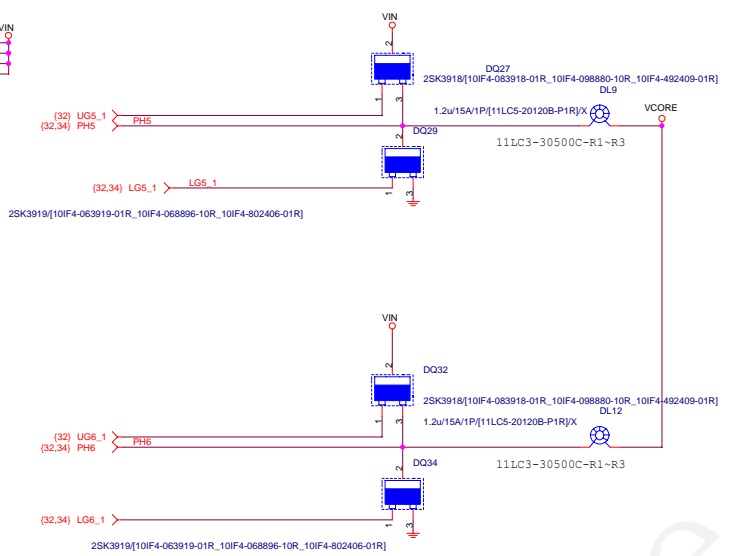 VIN
VIN
2
DQ27
2SK3918/[10IF4-083918-01R_10IF4-098880-10R_10IF4-492409-01R]
DL9
1
3
1.2u/15A/1P/[11LC5-20120B-P1R]/X
VCORE
{32} UG5_1
{32,34} PH5
PH5
2
DQ29
11LC3-30500C-R1~R3
{32,34} LG5_1
LG5_1
1
3
2SK3919/[10IF4-063919-01R_10IF4-068896-10R_10IF4-802406-01R]
VIN
2
DQ32
2SK3918/[10IF4-083918-01R_10IF4-098880-10R_10IF4-492409-01R]
DL12
1
3
1.2u/15A/1P/[11LC5-20120B-P1R]/X
{32} UG6_1
{32,34} PH6
PH6
2
DQ34
11LC3-30500C-R1~R3
{32,34} LG6_1
1
3
2SK3919/[10IF4-063919-01R_10IF4-068896-10R_10IF4-802406-01R]